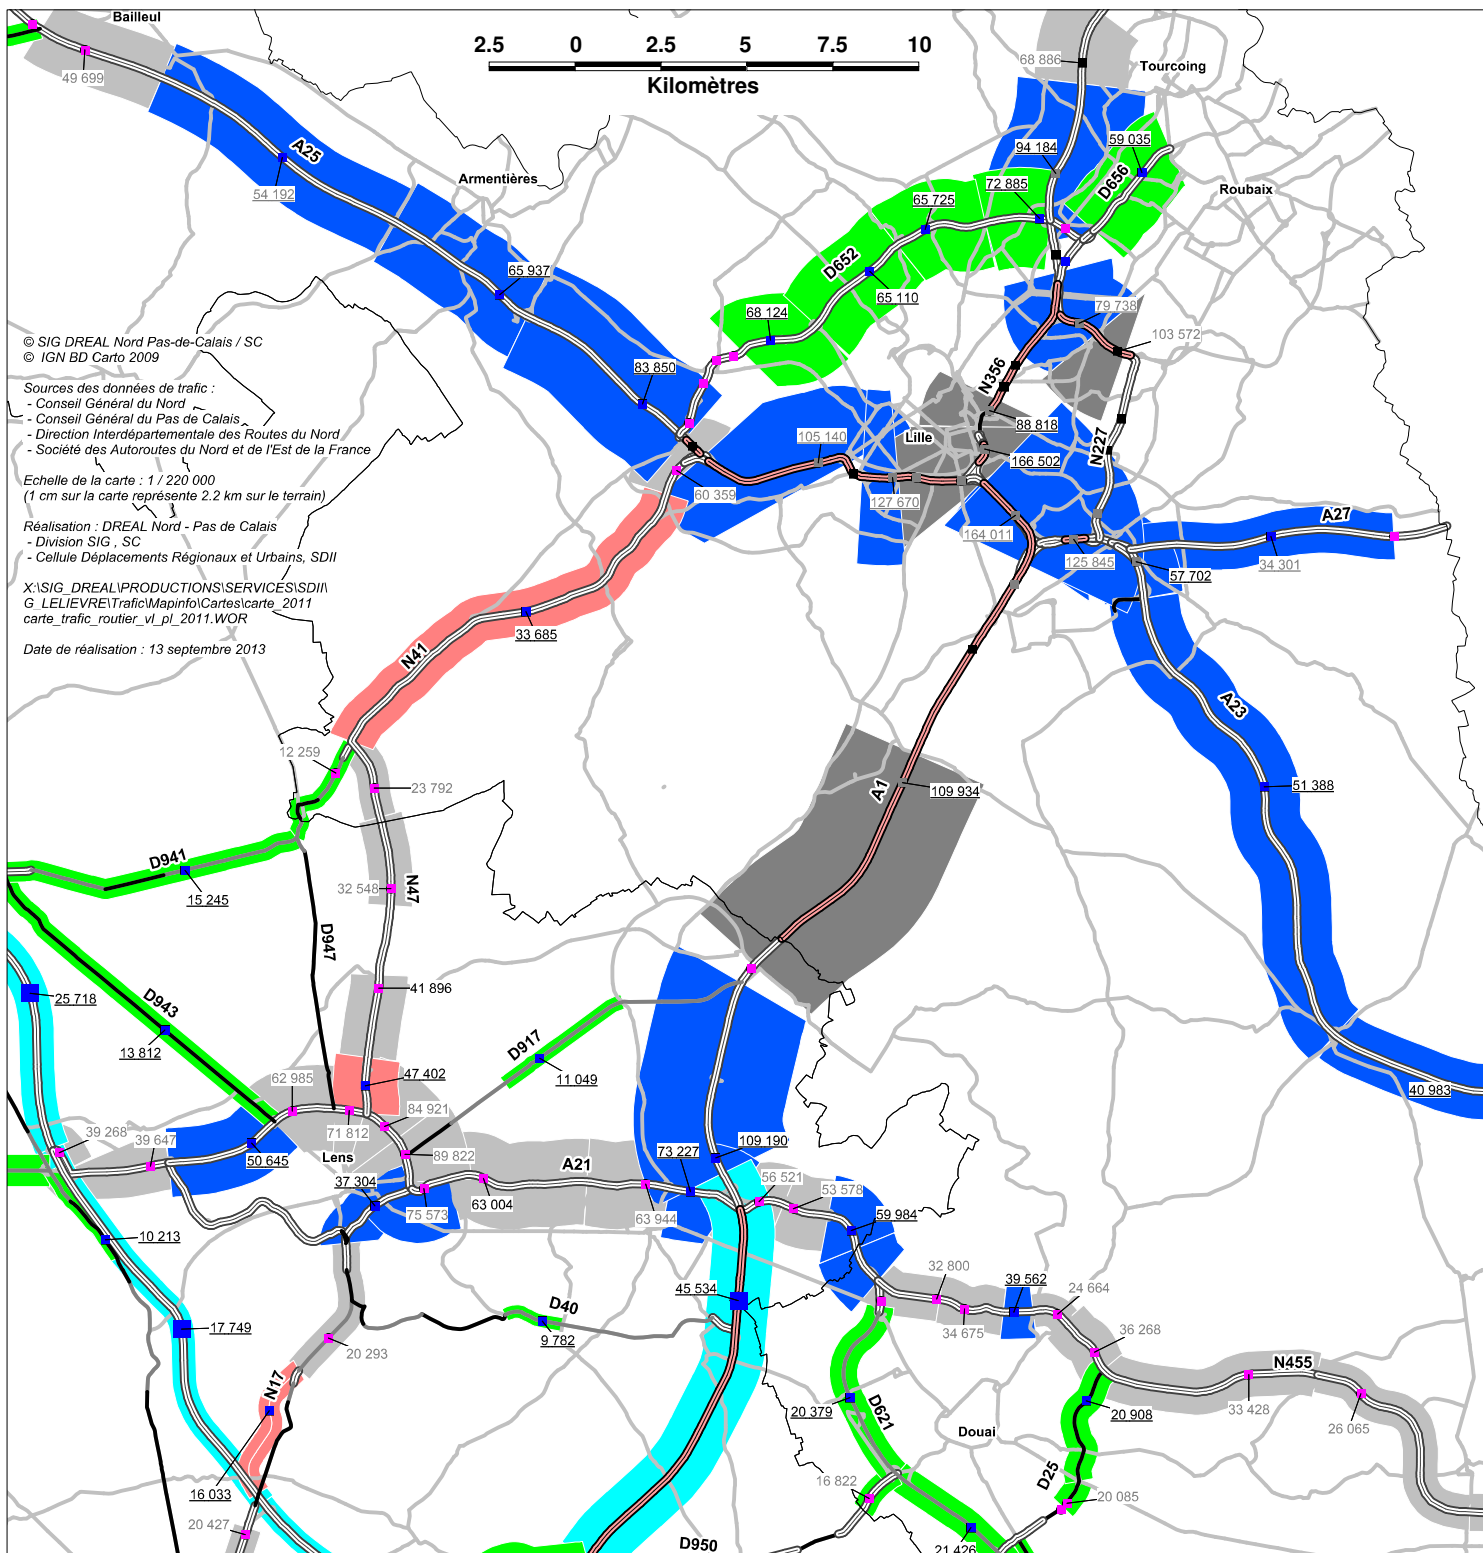 Bailleul
2.5 0 2.5 5 7.5 10
Kilomètres
49 699
68 886
Tourcoing
A25
54 192
Armentières
94 184
59 035
D656
Roubaix
72 885
65 725
D652
65 110
65 937
68 124
79 738
103 572
© SIG DREAL Nord Pas-de-Calais / SC
© IGN BD Carto 2009
Sources des données de trafic :
- Conseil Général du Nord
- Conseil Général du Pas de Calais
- Direction Interdépartementale des Routes du Nord
- Société des Autoroutes du Nord et de l'Est de la France
Echelle de la carte : 1 / 220 000
(1 cm sur la carte représente 2.2 km sur le terrain)
Réalisation : DREAL Nord - Pas de Calais
- Division SIG , SC
- Cellule Déplacements Régionaux et Urbains, SDII
X:\SIG_DREAL\PRODUCTIONS\SERVICES\SDII\
G_LELIEVRE\Trafic\Mapinfo\Cartes\carte_2011
carte_trafic_routier_vl_pl_2011.WOR
Date de réalisation : 13 septembre 2013
83 850
N356
88 818
Lille
105 140
166 502
N227
60 359
127 670
164 011
A27
34 301
125 845
57 702
33 685
N41
A23
12 259
23 792
A1
109 934
51 388
D941
15 245
32 548
N47
D947
25 718
D943
13 812
41 896
D917
11 049
47 402
40 983
62 985
71 812
84 921
39 268
39 647
50 645
Lens
89 822
A21
73 227
109 190
37 304
75 573
63 004
63 944
56 521
53 578
59 984
10 213
45 534
32 800
39 562
24 664
34 675
17 749
D40
9 782
20 293
36 268
N455
33 428
26 065
N17
20 379
D621
20 908
Douai
16 033
16 822
D25
20 085
20 427
D950
21 426